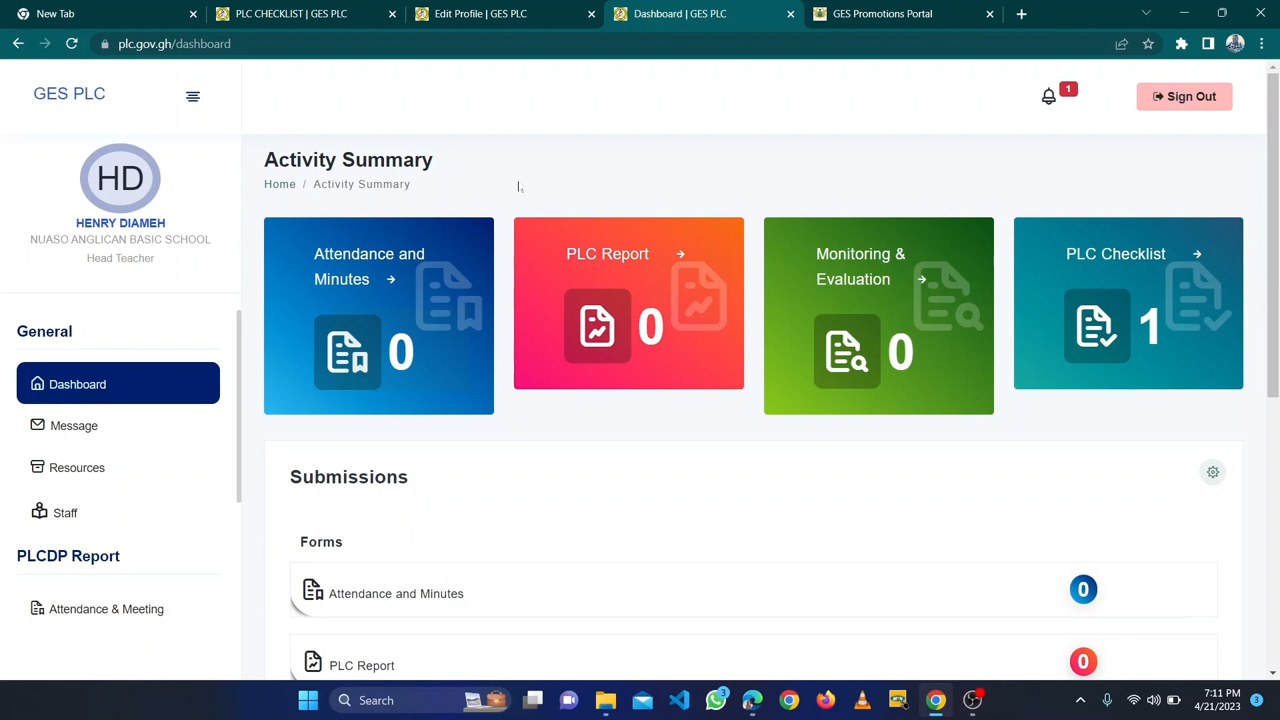 New Tab
PLC CHECKLIST | GES PLC
Edit Profile | GES PLC
Dashboard | GES PLC
GES Promotions Portal
plc.gov.gh/dashboard
GES PLC
1
Sign Out
HD
HENRY DIAMEH
NUASO ANGLICAN BASIC SCHOOL
Head Teacher
General
Dashboard
Message
Resources
Staff
PLCDP Report
Attendance & Meeting
Activity Summary
Home / Activity Summary
Attendance and
Minutes
0
PLC Report
0
Monitoring &
Evaluation
0
PLC Checklist
1
Submissions
Forms
Attendance and Minutes
0
PLC Report
0
Search
3
7:11 PM
4/21/2023
3